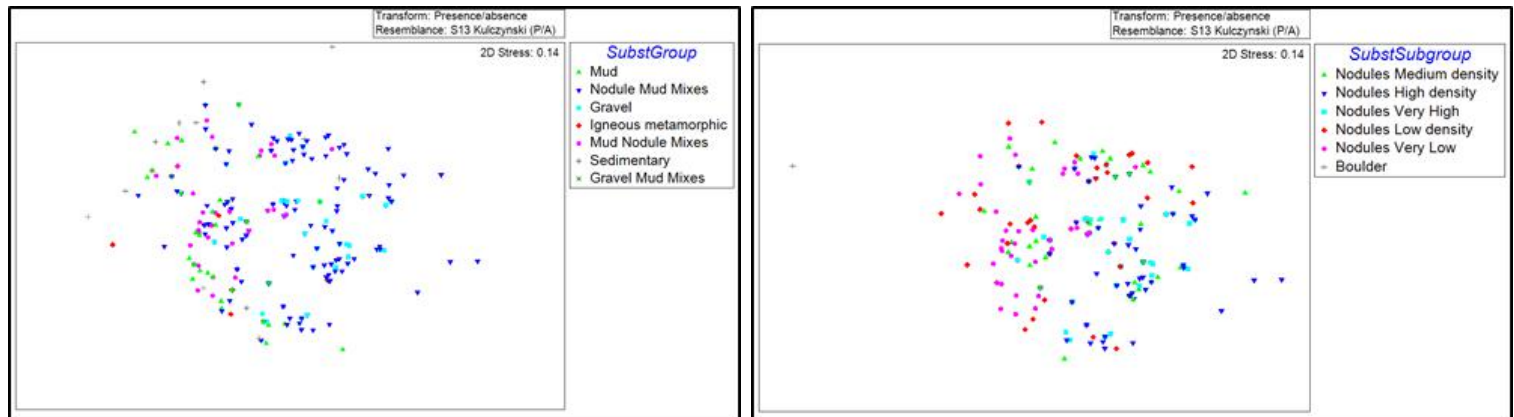 Transform: Presence/absence
Resemblance: S13 Kulczynski (P/A)
2D Stress: 0.14
SubstGroup
Mud
Nodule Mud Mixes
Gravel
Igneous metamorphic
Mud Nodule Mixes
Sedimentary
Gravel Mud Mixes
Transform: Presence/absence
Resemblance: S13 Kulczynski (P/A)
2D Stress: 0.14
SubstSubgroup
Nodules Medium density
Nodules High density
Nodules Very High
Nodules Low density
Nodules Very Low
Boulder